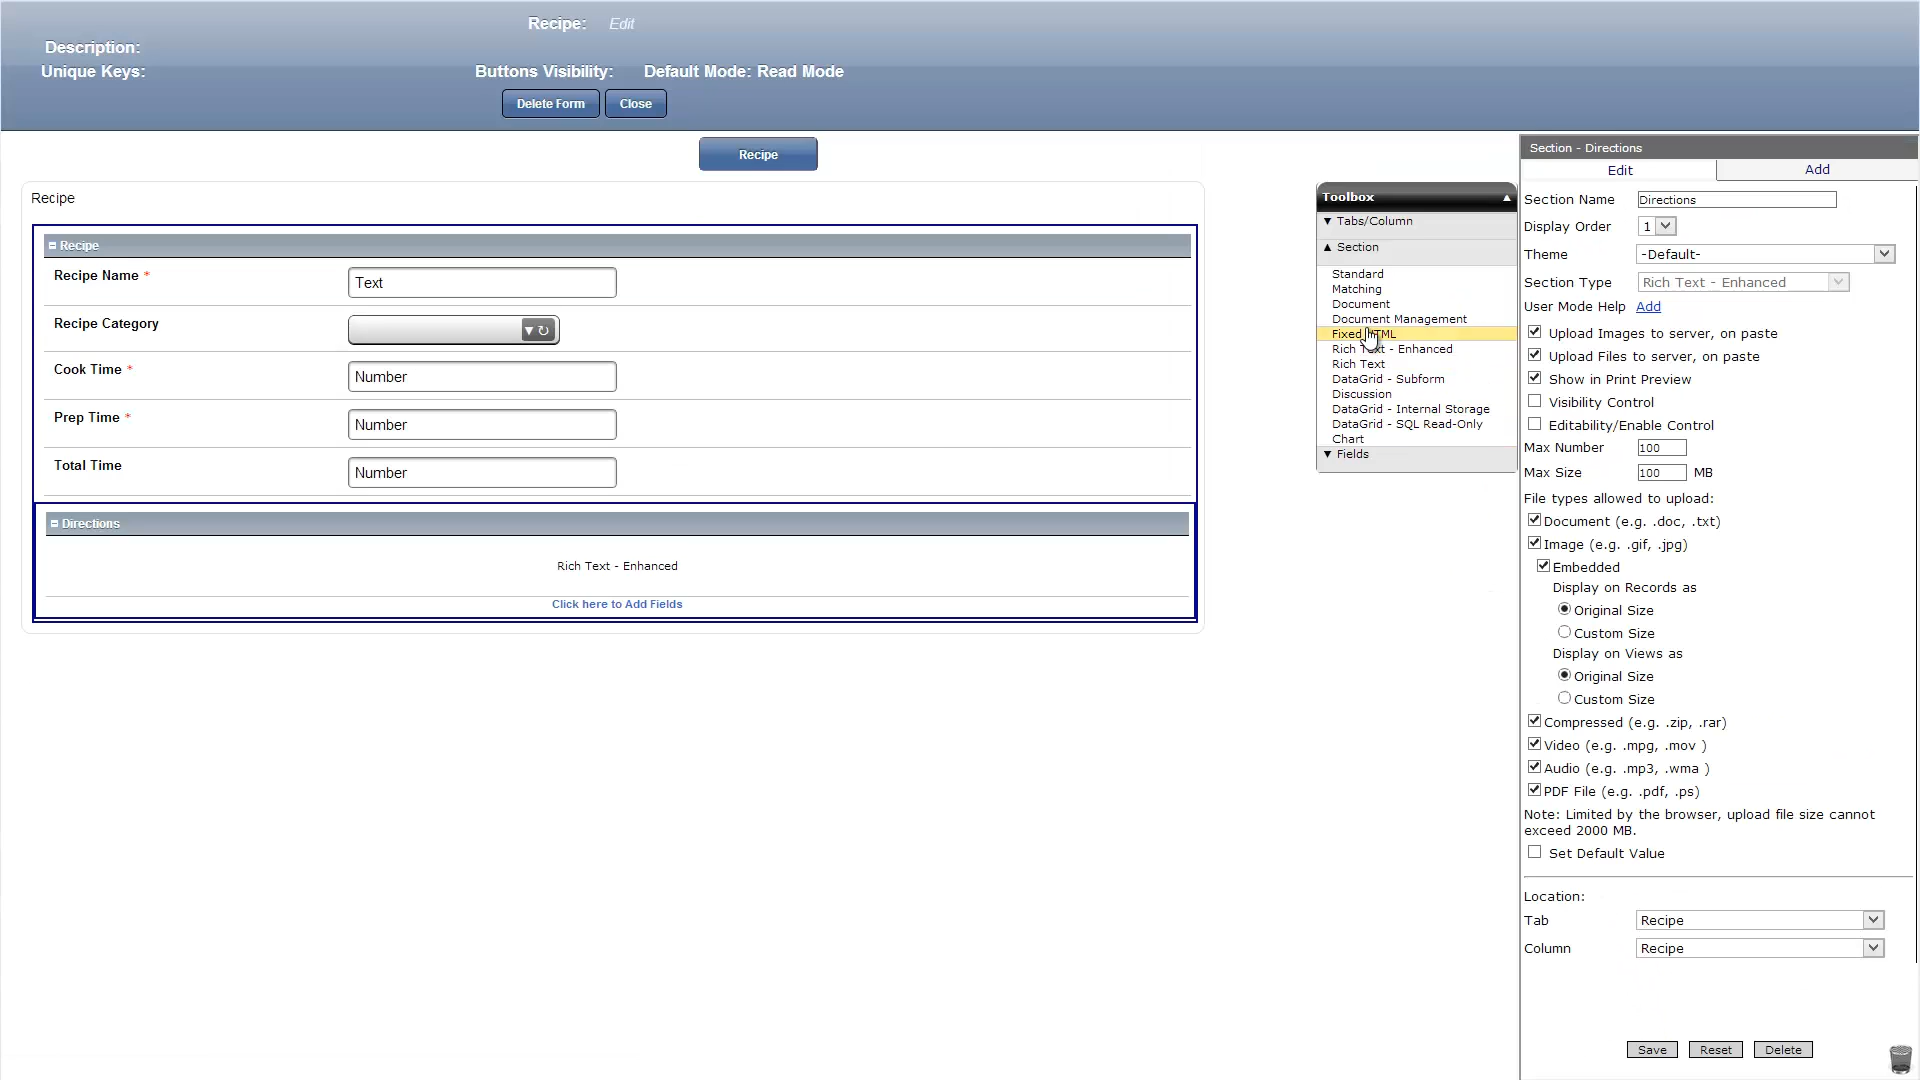 Recipe: Edit
Description:
Unique Keys:
Buttons Visibility: Default Mode: Read Mode
Delete Form Close
Recipe
Recipe
Recipe
Recipe Name *
Text
Recipe Category
Cook Time *
Number
Prep Time *
Number
Total Time
Number
Directions
Rich Text - Enhanced
Click here to Add Fields
Toolbox
Tabs/Column
Section
Standard
Matching
Document
Document Management
Fixed HTML
Rich Text - Enhanced
Rich Text
DataGrid - Subform
Discussion
DataGrid - Internal Storage
DataGrid - SQL Read-Only
Chart
Fields
Section - Directions
Edit Add
Section Name Directions
Display Order 1
Theme -Default-
Section Type Rich Text - Enhanced
User Mode Help Add
Upload Images to server, on paste
Upload Files to server, on paste
Show in Print Preview
Visibility Control
Editability/Enable Control
Max Number 100
Max Size 100 MB
File types allowed to upload:
Document (e.g. .doc, .txt)
Image (e.g. .gif, .jpg)
Embedded
Display on Records as
Original Size
Custom Size
Display on Views as
Original Size
Custom Size
Compressed (e.g. .zip, .rar)
Video (e.g. .mpg, .mov )
Audio (e.g. .mp3, .wma )
PDF File (e.g. .pdf, .ps)
Note: Limited by the browser, upload file size cannot
exceed 2000 MB.
Set Default Value
Location:
Tab Recipe
Column Recipe
Save Reset Delete